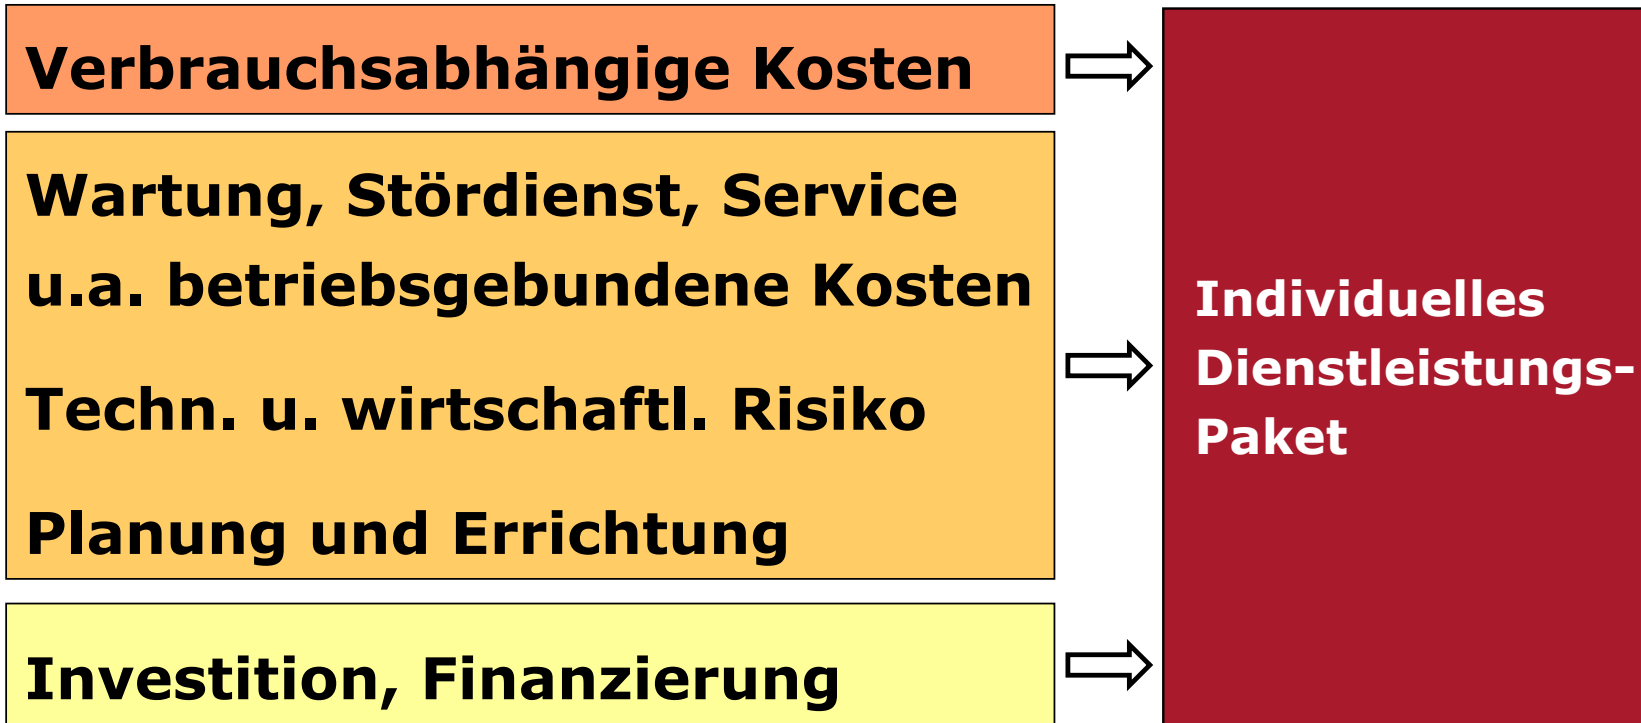 Verbrauchsabhängige Kosten
Wartung, Stördienst, Service
u.a. betriebsgebundene Kosten
Techn. u. wirtschaftl. Risiko
Planung und Errichtung
Investition, Finanzierung
Individuelles
Dienstleistungs-
Paket